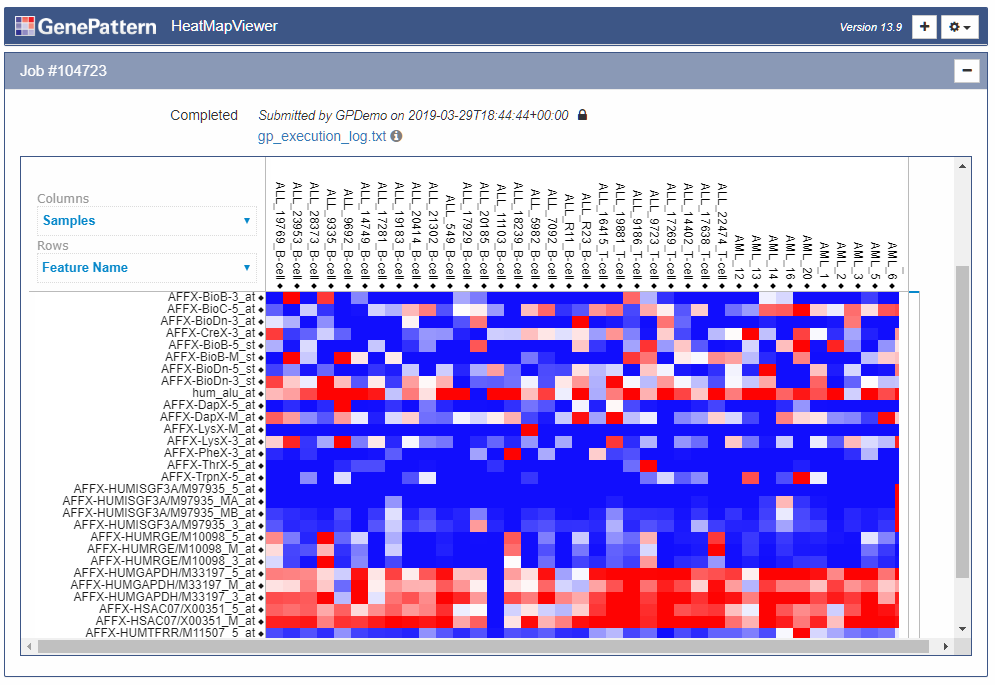 GenePattern HeatMapViewer Version 13.9
Job #104723
Completed Submitted by GPDemo on 2019-03-29T18:44:44+00:00
gp_execution_log.txt
Columns
Samples
Rows
Feature Name
ALL_19769_B-cell
ALL_23953_B-cell
ALL_28373_B-cell
ALL_9335_B-cell
ALL_9692_B-cell
ALL_14749_B-cell
ALL_17281_B-cell
ALL_19183_B-cell
ALL_20414_B-cell
ALL_21302_B-cell
ALL_549_B-cell
ALL_17929_B-cell
ALL_20185_B-cell
ALL_11103_B-cell
ALL_18239_B-cell
ALL_5982_B-cell
ALL_7092_B-cell
ALL_R11_B-cell
ALL_R23_B-cell
ALL_16415_T-cell
ALL_19881_T-cell
ALL_9186_T-cell
ALL_9723_T-cell
ALL_17269_T-cell
ALL_14402_T-cell
ALL_17638_T-cell
ALL_22474_T-cell
AML_12
AML_13
AML_14
AML_16
AML_20
AML_1
AML_2
AML_3
AML_5
AML_6
AFFX-BioB-3_at
AFFX-BioC-5_at
AFFX-BioDn-3_at
AFFX-CreX-3_at
AFFX-BioB-5_st
AFFX-BioB-M_st
AFFX-BioDn-5_st
AFFX-BioDn-3_st
hum_alu_at
AFFX-DapX-5_at
AFFX-DapX-M_at
AFFX-LysX-M_at
AFFX-LysX-3_at
AFFX-PheX-3_at
AFFX-ThrX-5_at
AFFX-TrpnX-5_at
AFFX-HUMISGF3A/M97935_5_at
AFFX-HUMISGF3A/M97935_MA_at
AFFX-HUMISGF3A/M97935_MB_at
AFFX-HUMISGF3A/M97935_3_at
AFFX-HUMRGE/M10098_5_at
AFFX-HUMRGE/M10098_M_at
AFFX-HUMRGE/M10098_3_at
AFFX-HUMGAPDH/M33197_5_at
AFFX-HUMGAPDH/M33197_M_at
AFFX-HUMGAPDH/M33197_3_at
AFFX-HSAC07/X00351_5_at
AFFX-HSAC07/X00351_M_at
AFFX-HUMTFRR/M11507_5_at